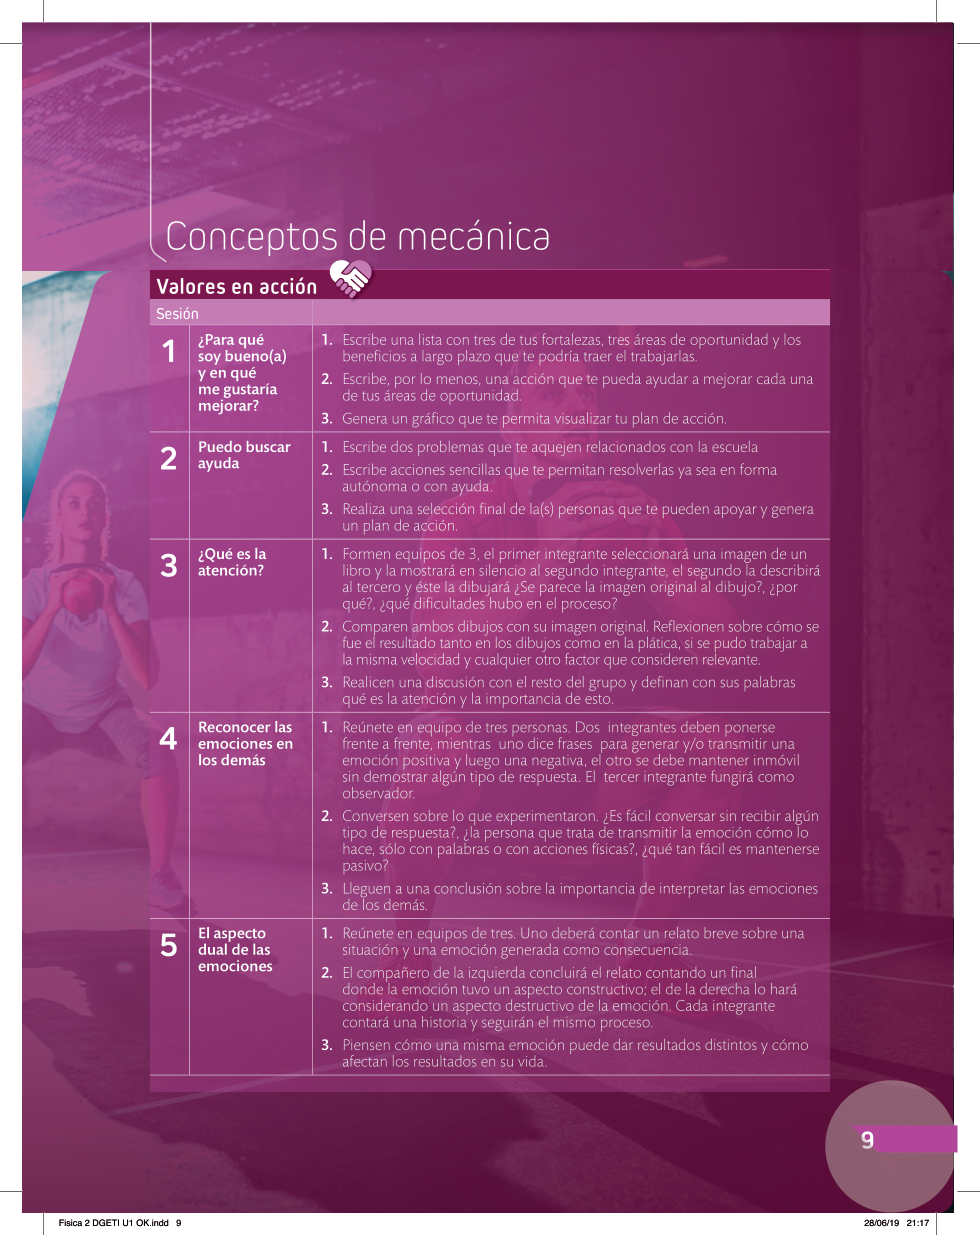 Conceptos de mecánica
Valores en acción
Sesión
1
¿Para qué
soy bueno(a)
y en qué
me gustaría
mejorar?
1. Escribe una lista con tres de tus fortalezas, tres áreas de oportunidad y los
beneficios a largo plazo que te podría traer el trabajarlas.
2. Escribe, por lo menos, una acción que te pueda ayudar a mejorar cada una
de tus áreas de oportunidad.
3. Genera un gráfico que te permita visualizar tu plan de acción.
2
Puedo buscar
ayuda
1. Escribe dos problemas que te aquejen relacionados con la escuela
2. Escribe acciones sencillas que te permitan resolverlas ya sea en forma
autónoma o con ayuda.
3. Realiza una selección final de la(s) personas que te pueden apoyar y genera
un plan de acción.
3
¿Qué es la
atención?
1. Formen equipos de 3, el primer integrante seleccionará una imagen de un
libro y la mostrará en silencio al segundo integrante, el segundo la describirá
al tercero y éste la dibujará ¿Se parece la imagen original al dibujo?, ¿por
qué?, ¿qué dificultades hubo en el proceso?
2. Comparen ambos dibujos con su imagen original. Reflexionen sobre cómo se
fue el resultado tanto en los dibujos como en la plática, si se pudo trabajar a
la misma velocidad y cualquier otro factor que consideren relevante.
3. Realicen una discusión con el resto del grupo y definan con sus palabras
qué es la atención y la importancia de esto.
4
Reconocer las
emociones en
los demás
1. Reúnete en equipo de tres personas. Dos integrantes deben ponerse
frente a frente, mientras uno dice frases para generar y/o transmitir una
emoción positiva y luego una negativa, el otro se debe mantener inmóvil
sin demostrar algún tipo de respuesta. El tercer integrante fungirá como
observador.
2. Conversen sobre lo que experimentaron. ¿Es fácil conversar sin recibir algún
tipo de respuesta?, ¿la persona que trata de transmitir la emoción cómo lo
hace, sólo con palabras o con acciones físicas?, ¿qué tan fácil es mantenerse
pasivo?
3. Lleguen a una conclusión sobre la importancia de interpretar las emociones
de los demás.
5
El aspecto
dual de las
emociones
1. Reúnete en equipos de tres. Uno deberá contar un relato breve sobre una
situación y una emoción generada como consecuencia.
2. El compañero de la izquierda concluirá el relato contando un final
donde la emoción tuvo un aspecto constructivo; el de la derecha lo hará
considerando un aspecto destructivo de la emoción. Cada integrante
contará una historia y seguirán el mismo proceso.
3. Piensen cómo una misma emoción puede dar resultados distintos y cómo
afectan los resultados en su vida.
9
Fisica 2 DGETI U1 OK.indd 9
28/06/19 21:17